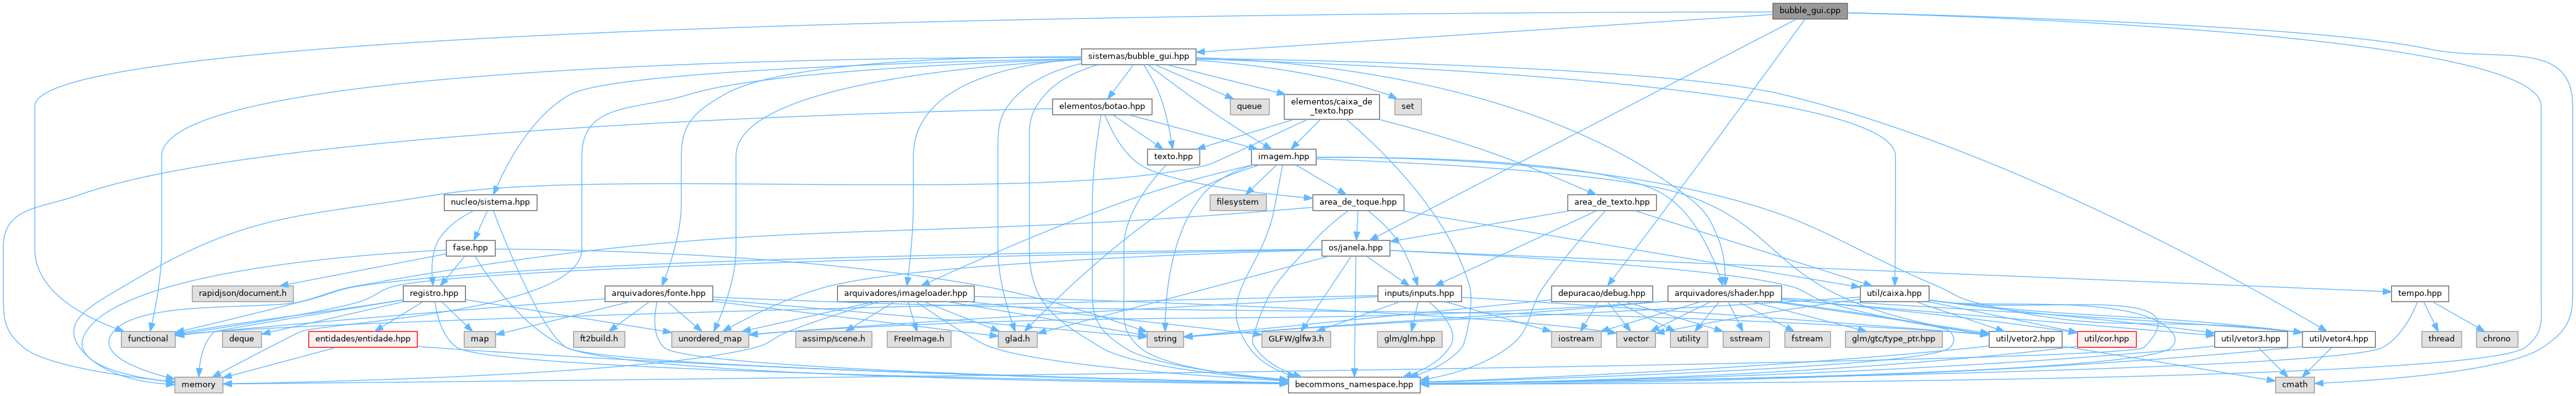 bubble_gui.cpp
sistemas/bubble_gui.hpp
elementos/botao.hpp
queue
elementos/caixa_de
_texto.hpp
set
texto.hpp
imagem.hpp
nucleo/sistema.hpp
filesystem
area_de_toque.hpp
area_de_texto.hpp
fase.hpp
os/janela.hpp
rapidjson/document.h
registro.hpp
arquivadores/fonte.hpp
arquivadores/imageloader.hpp
inputs/inputs.hpp
depuracao/debug.hpp
arquivadores/shader.hpp
util/caixa.hpp
tempo.hpp
functional
deque
entidades/entidade.hpp
map
ft2build.h
unordered_map
assimp/scene.h
FreeImage.h
glad.h
string
GLFW/glfw3.h
glm/glm.hpp
iostream
vector
utility
sstream
fstream
glm/gtc/type_ptr.hpp
util/vetor2.hpp
util/cor.hpp
util/vetor3.hpp
util/vetor4.hpp
thread
chrono
memory
becommons_namespace.hpp
cmath